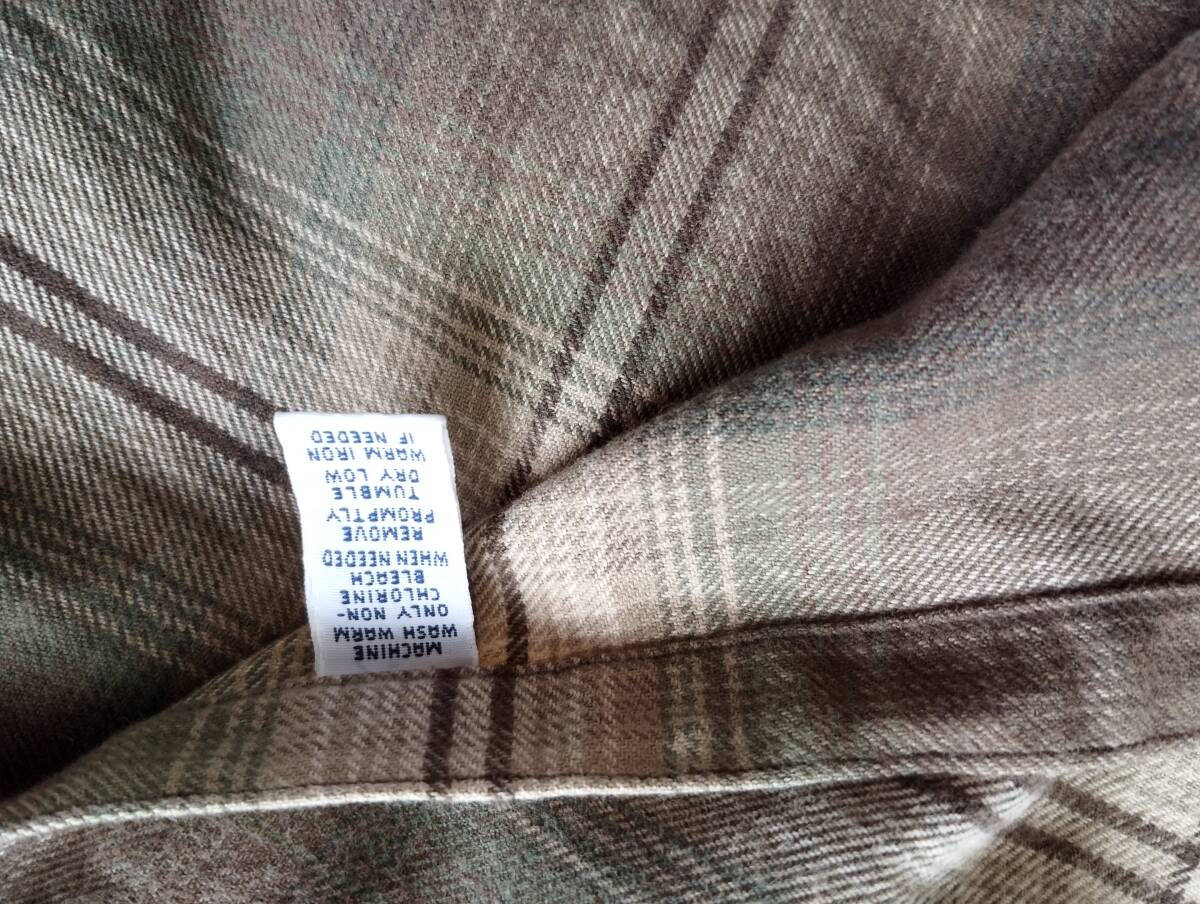 MACHINE
WASH WARM
ONLY NON-
CHLORINE
BLEACH
WHEN NEEDED
REMOVE
PROMPTLY
TUMBLE
DRY LOW
WARM IRON
IF NEEDED